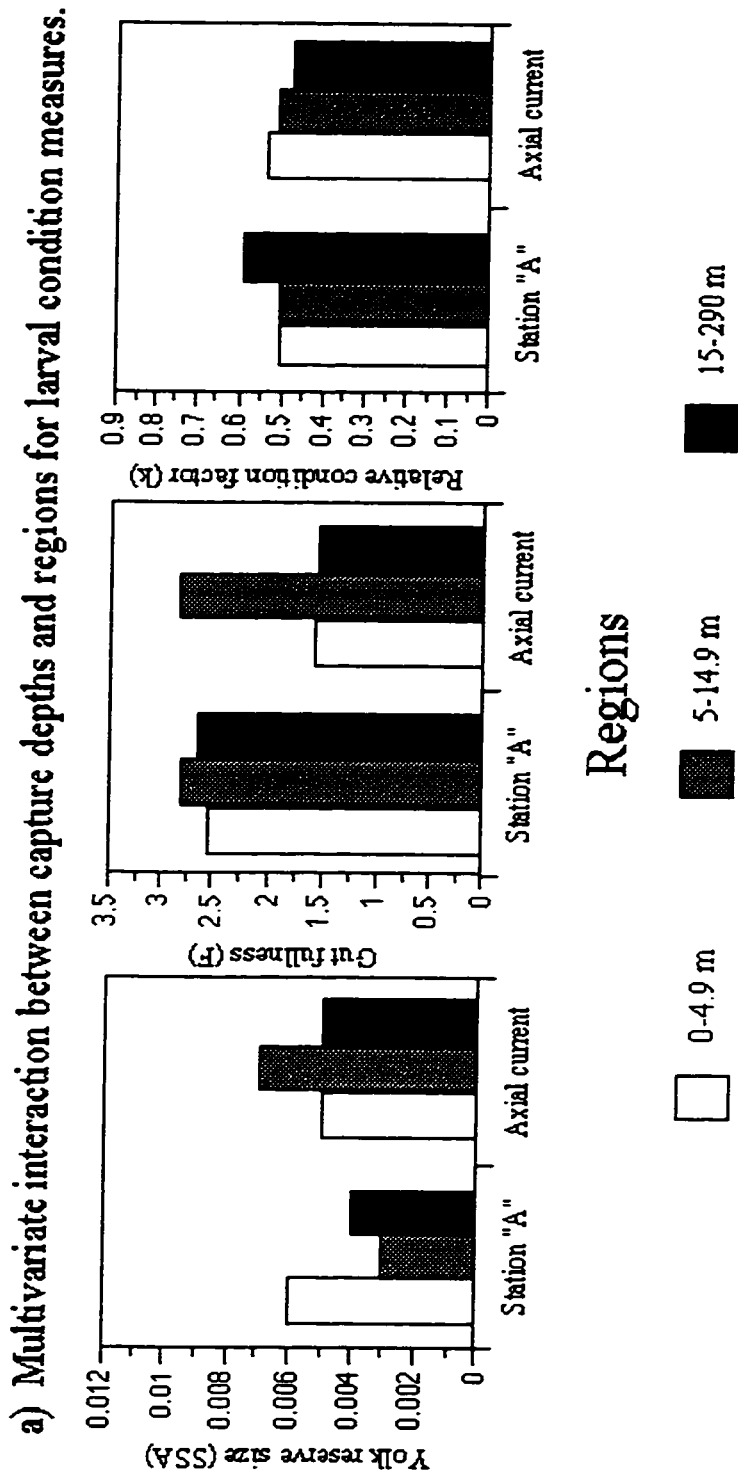 a) Multivariate interaction between capture depths and regions for larval condition measures.
Yolk reserve size (SSA)
0.012
0.01
0.008
0.006
0.004
0.002
0
Station "A"
Axial current
Gut fullness (F)
3.5
3
2.5
2
1.5
1
0.5
0
Station "A"
Axial current
Relative condition factor (k)
0.9
0.8
0.7
0.6
0.5
0.4
0.3
0.2
0.1
0
Station "A"
Axial current
Regions
0-4.9 m
5-14.9 m
15-290 m